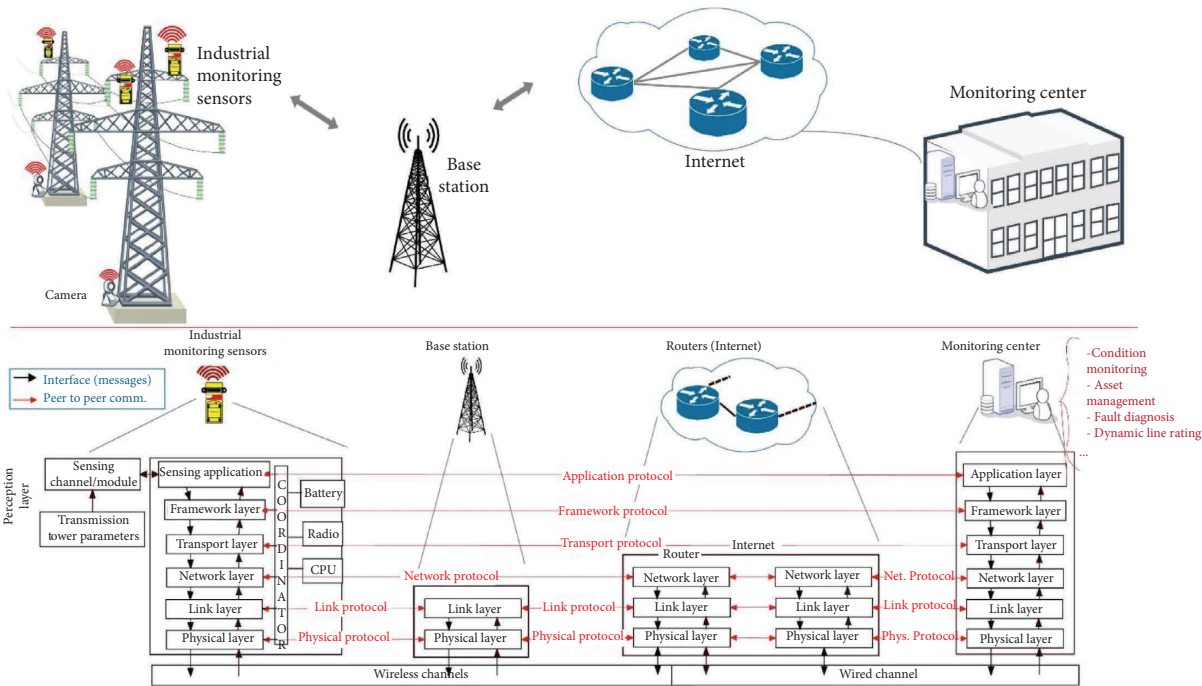 Industrial
monitoring
sensors
Base
station
Internet
Monitoring center
Camera
Industrial
monitoring sensors
Base station
Routers (Internet)
Monitoring center
Interface (messages)
Peer to peer comm.
-Condition
monitoring
- Asset
management
- Fault diagnosis
- Dynamic line rating
...
Perception
layer
Sensing
channel/module
Transmission
tower parameters
Sensing application
Framework layer
Transport layer
Network layer
Link layer
Physical layer
COORDINATOR
Battery
Radio
CPU
Application protocol
Framework protocol
Transport protocol
Network protocol
Link protocol
Physical protocol
Link layer
Physical layer
Link protocol
Physical protocol
Router
Internet
Network layer
Link layer
Physical layer
Network layer
Link layer
Physical layer
Net. Protocol
Link protocol
Phys. Protocol
Application layer
Framework layer
Transport layer
Network layer
Link layer
Physical layer
Wireless channels
Wired channel